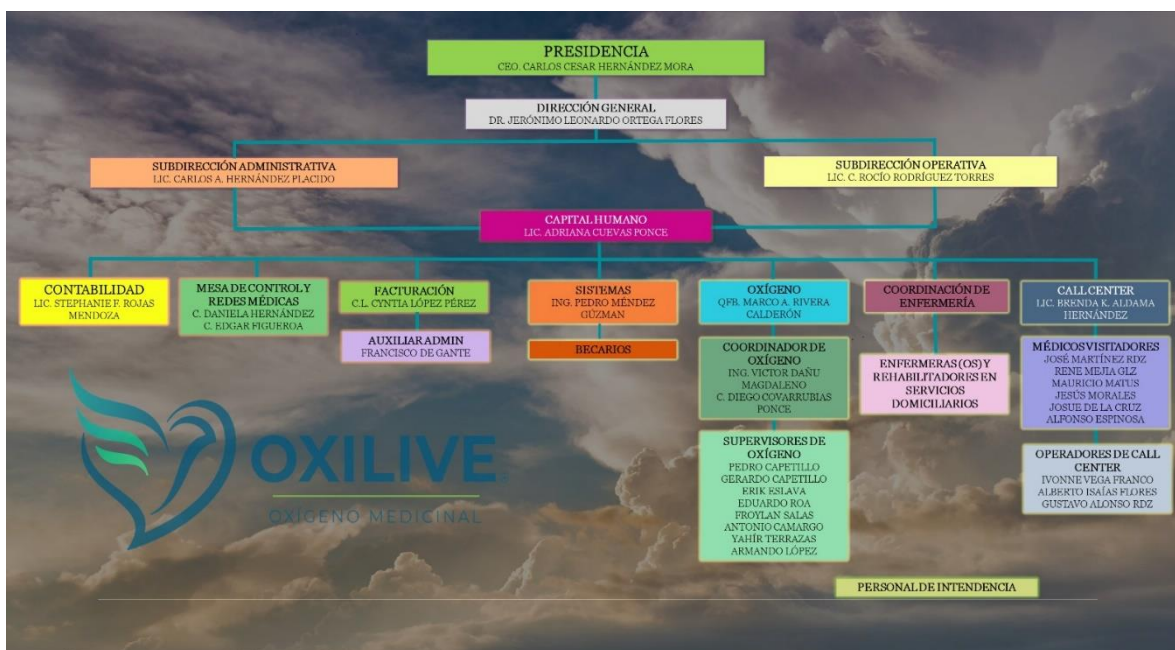 PRESIDENCIA
CEO. CARLOS CESAR HERNÁNDEZ MORA
DIRECCIÓN GENERAL
DR. JERÓNIMO LEONARDO ORTEGA FLORES
SUBDIRECCIÓN ADMINISTRATIVA
LIC. CARLOS A. HERNÁNDEZ PLACIDO
SUBDIRECCIÓN OPERATIVA
LIC. C. ROCÍO RODRÍGUEZ TORRES
CAPITAL HUMANO
LIC. ADRIANA CUEVAS PONCE
CONTABILIDAD
LIC. STEPHANIE F. ROJAS
MENDOZA
MESA DE CONTROL Y
REDES MÉDICAS
C. DANIELA HERNÁNDEZ
C. EDGAR FIGUEROA
FACTURACIÓN
C.L. CYNTIA LÓPEZ PÉREZ
AUXILIAR ADMIN
FRANCISCO DE GANTE
SISTEMAS
ING. PEDRO MÉNDEZ
GÚZMAN
BECARIOS
OXÍGENO
QFB. MARCO A. RIVERA
CALDERÓN
COORDINADOR DE
OXÍGENO
ING. VICTOR DAÑU
MAGDALENO
C. DIEGO COVARRUBIAS
PONCE
SUPERVISORES DE
OXÍGENO
PEDRO CAPETILLO
GERARDO CAPETILLO
ERIK ESLAVA
EDUARDO ROA
FROYLAN SALAS
ANTONIO CAMARGO
YAHÍR TERRAZAS
ARMANDO LÓPEZ
COORDINACIÓN DE
ENFERMERÍA
ENFERMERAS (OS) Y
REHABILITADORES EN
SERVICIOS
DOMICILIARIOS
CALL CENTER
LIC. BRENDA K. ALDAMA
HERNÁNDEZ
MÉDICOS VISITADORES
JOSÉ MARTÍNEZ RDZ
RENE MEJIA GLZ
MAURICIO MATUS
JESÚS MORALES
JOSUE DE LA CRUZ
ALFONSO ESPINOSA
OPERADORES DE CALL
CENTER
IVONNE VEGA FRANCO
ALBERTO ISAÍAS FLORES
GUSTAVO ALONSO RDZ
OXILIVE
OXÍGENO MEDICINAL
PERSONAL DE INTENDENCIA